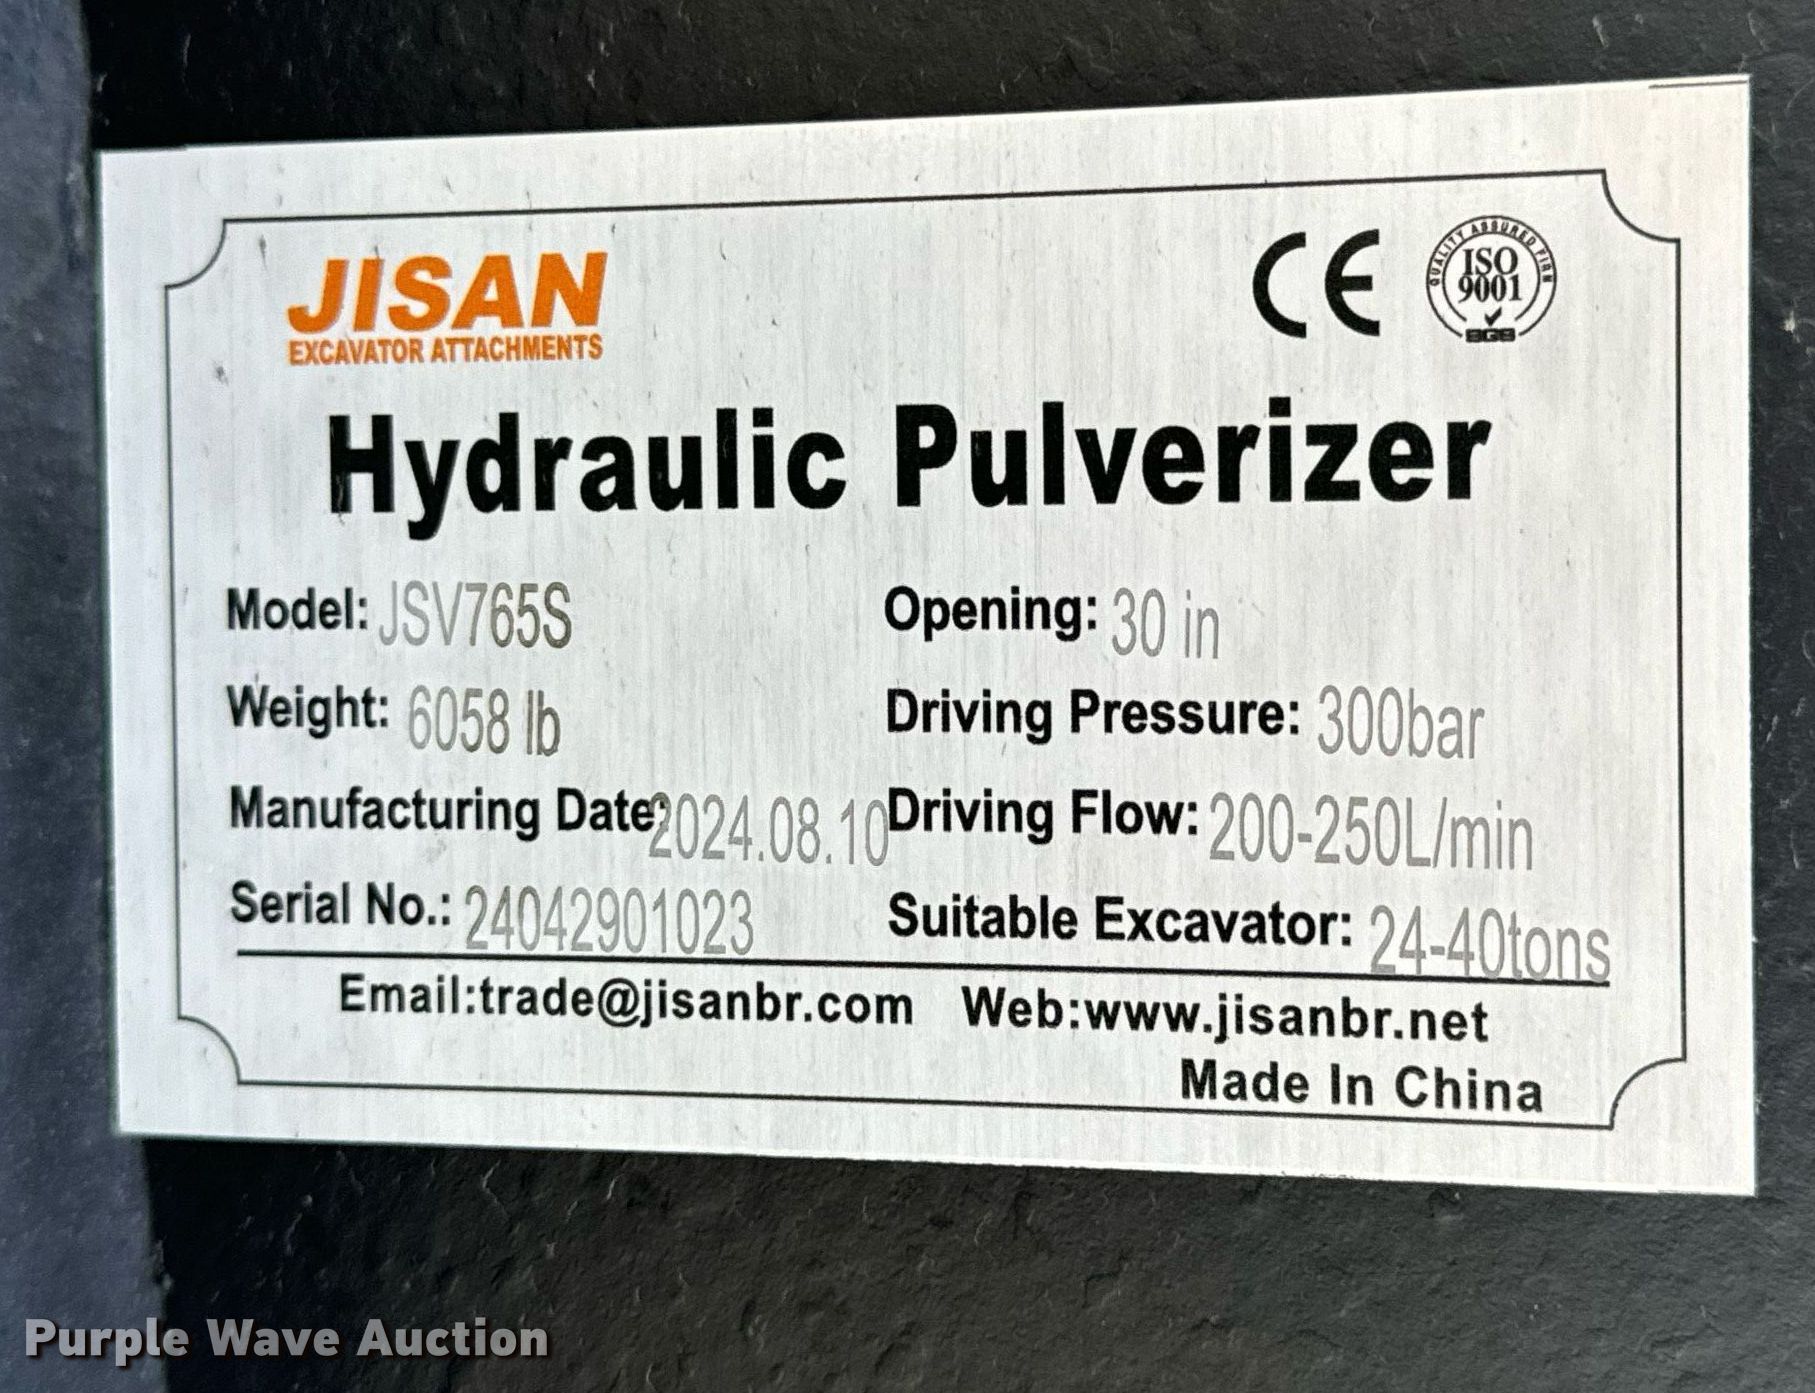 JISAN
EXCAVATOR ATTACHMENTS
CE
QUALITY ASSURED FIRM
ISO
9001
SGS
Hydraulic Pulverizer
Model: JSV765S
Opening: 30 in
Weight: 6058 lb
Driving Pressure: 300bar
Manufacturing Date: 2024.08.10
Driving Flow: 200-250L/min
Serial No.: 24042901023
Suitable Excavator: 24-40tons
Email:trade@jisanbr.com Web:www.jisanbr.net
Made In China
Purple Wave Auction